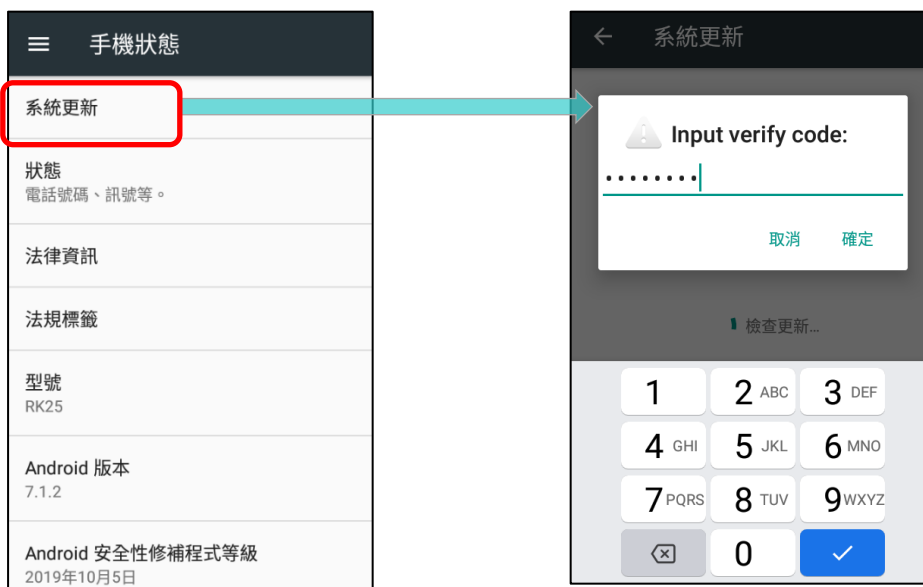 手機狀態
系統更新
狀態
電話號碼、訊號等。
法律資訊
法規標籤
型號
RK25
Android 版本
7.1.2
Android 安全性修補程式等級
2019年10月5日
系統更新
Input verify code:
········
取消 確定
檢查更新...
1 2 ABC 3 DEF
4 GHI 5 JKL 6 MNO
7 PQRS 8 TUV 9 WXYZ
0